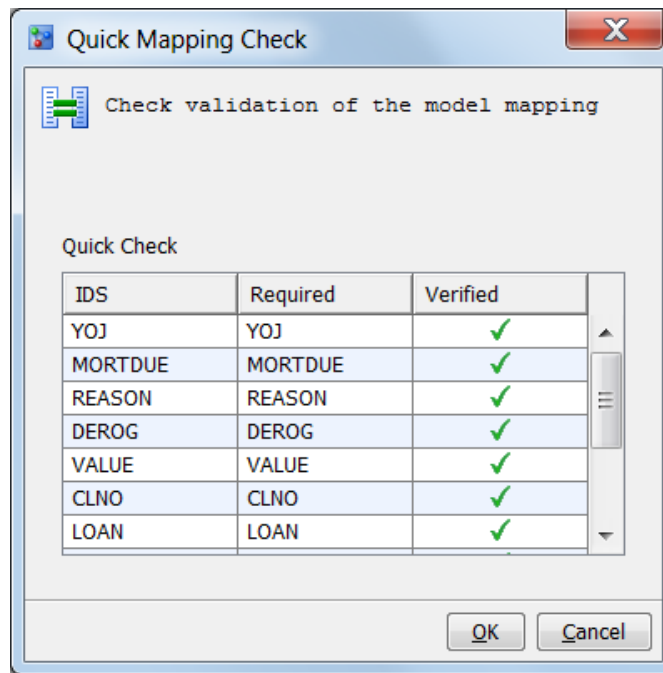 Quick Mapping Check
Check validation of the model mapping
Quick Check
IDS Required Verified
YOJ YOJ
MORTDUE MORTDUE
REASON REASON
DEROG DEROG
VALUE VALUE
CLNO CLNO
LOAN LOAN
OK Cancel